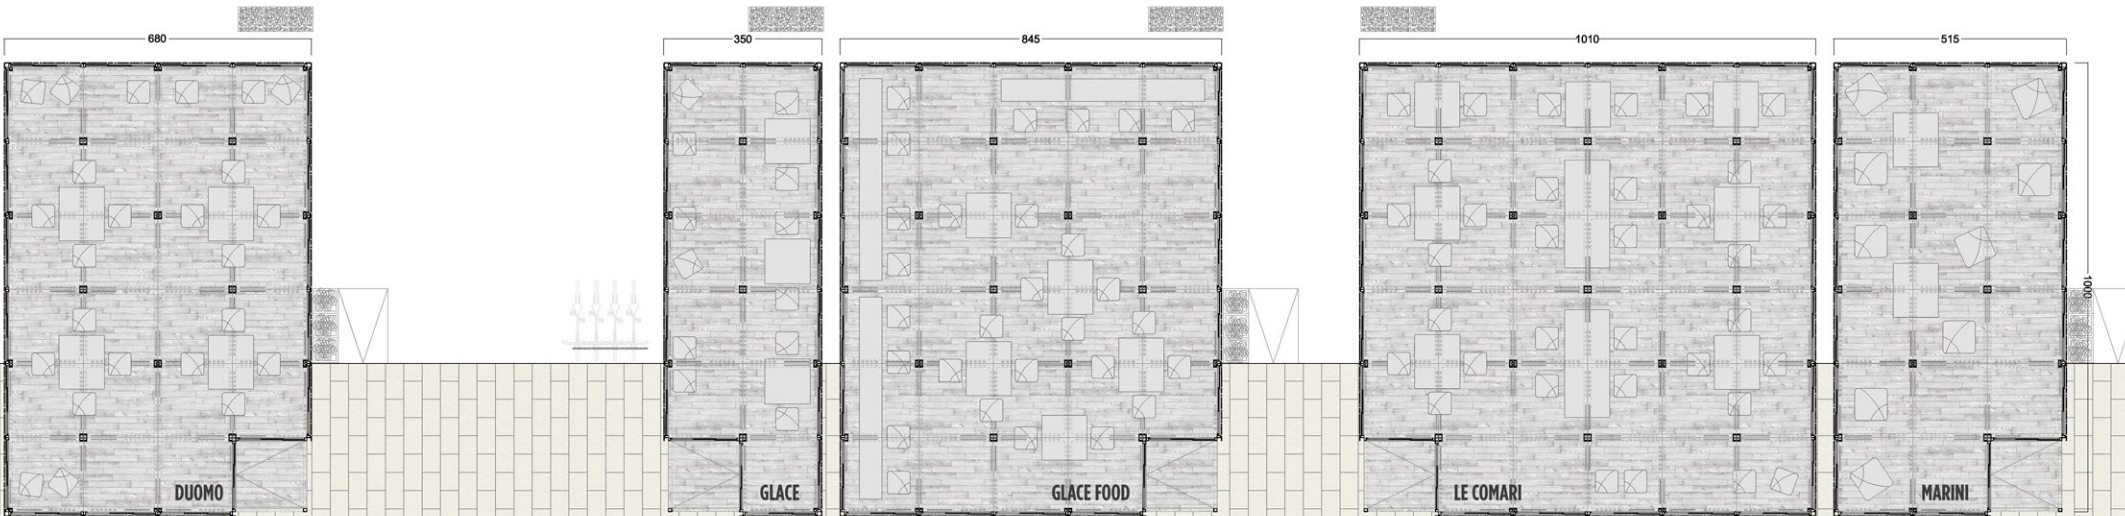 680
350
845
1010
515
1000
DUOMO
GLACE
GLACE FOOD
LE COMARI
MARINI